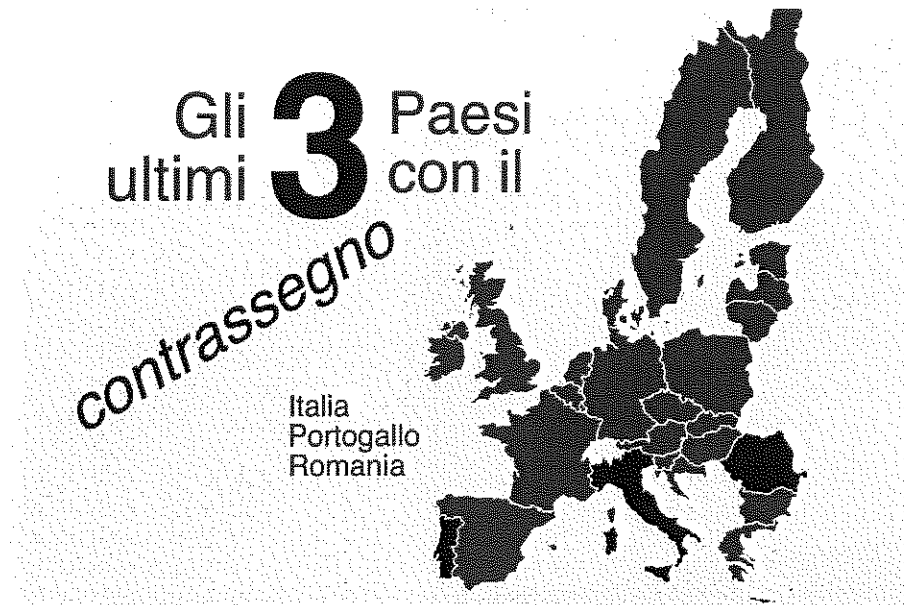 Gli ultimi 3 Paesi con il
contrassegno
Italia
Portogallo
Romania